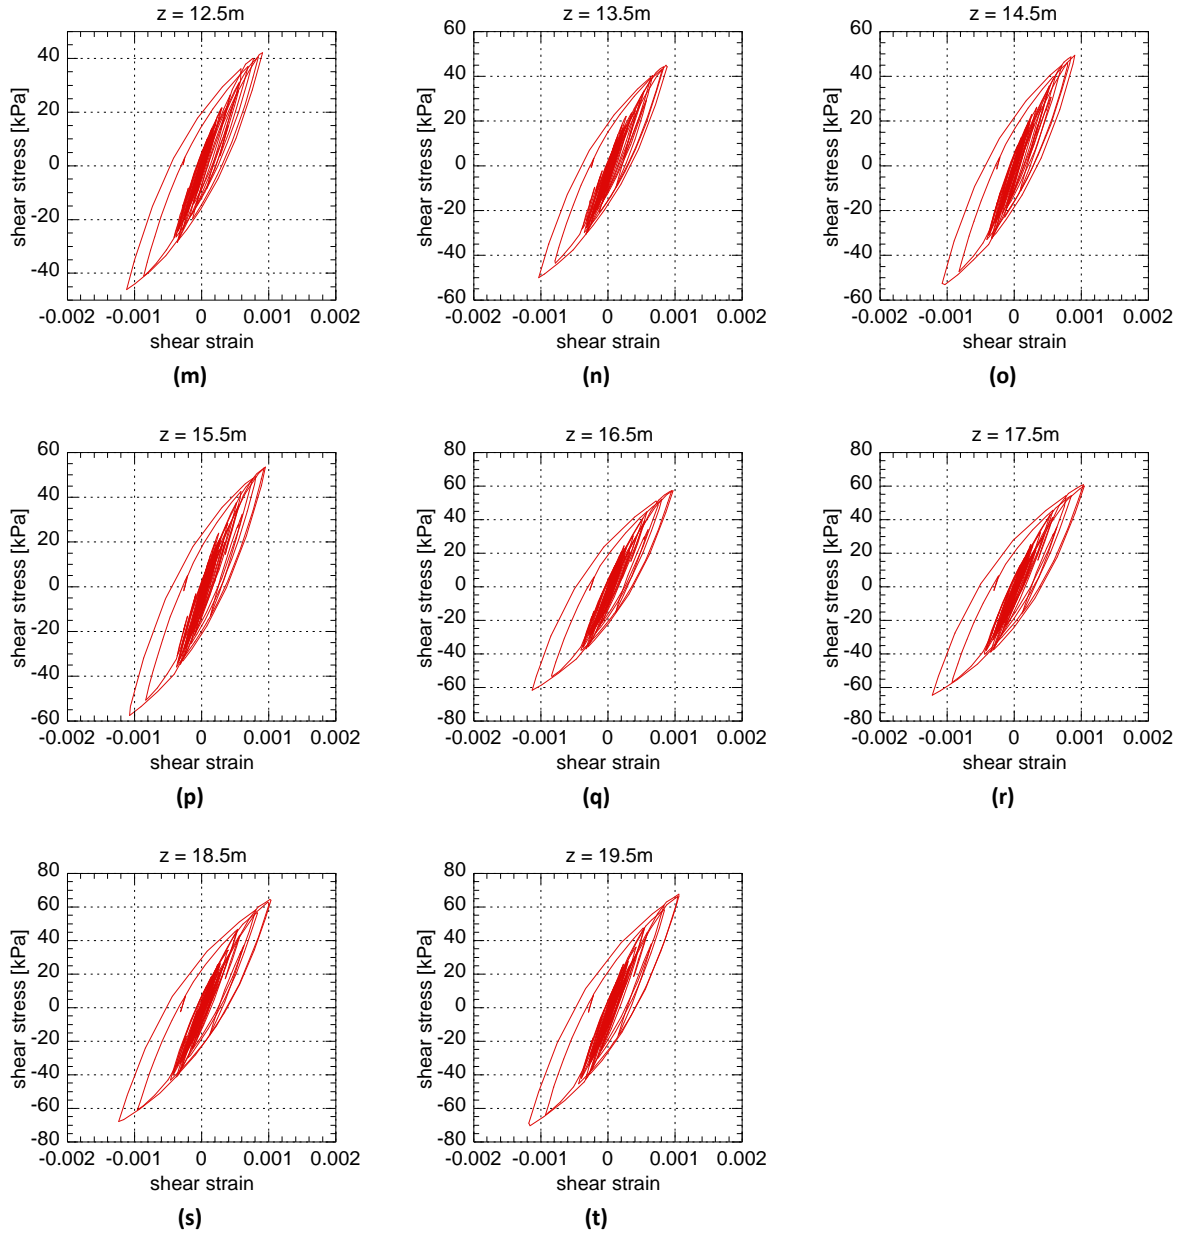 z = 12.5m
z = 13.5m
z = 14.5m
40
20
0
-20
-40
shear stress [kPa]
-0.002 -0.001 0 0.001 0.002
shear strain
(m)
60
40
20
0
-20
-40
-60
shear stress [kPa]
-0.002 -0.001 0 0.001 0.002
shear strain
(n)
60
40
20
0
-20
-40
-60
shear stress [kPa]
-0.002 -0.001 0 0.001 0.002
shear strain
(o)
z = 15.5m
z = 16.5m
z = 17.5m
60
40
20
0
-20
-40
-60
shear stress [kPa]
-0.002 -0.001 0 0.001 0.002
shear strain
(p)
80
60
40
20
0
-20
-40
-60
-80
shear stress [kPa]
-0.002 -0.001 0 0.001 0.002
shear strain
(q)
80
60
40
20
0
-20
-40
-60
-80
shear stress [kPa]
-0.002 -0.001 0 0.001 0.002
shear strain
(r)
z = 18.5m
z = 19.5m
80
60
40
20
0
-20
-40
-60
-80
shear stress [kPa]
-0.002 -0.001 0 0.001 0.002
shear strain
(s)
80
60
40
20
0
-20
-40
-60
-80
shear stress [kPa]
-0.002 -0.001 0 0.001 0.002
shear strain
(t)